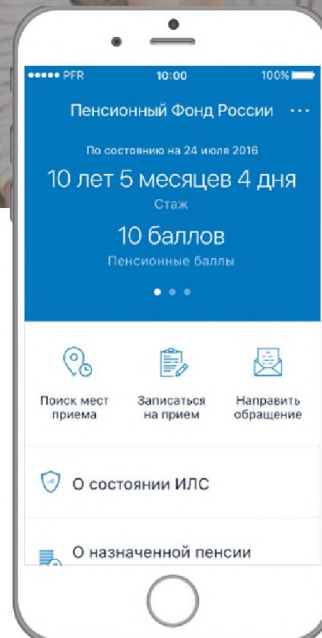 PFR 10:00 100%
Пенсионный Фонд России
По состоянию на 24 июля 2016
10 лет 5 месяцев 4 дня
Стаж
10 баллов
Пенсионные баллы
Поиск мест приема
Записаться на прием
Направить обращение
О состоянии ИЛС
О назначенной пенсии